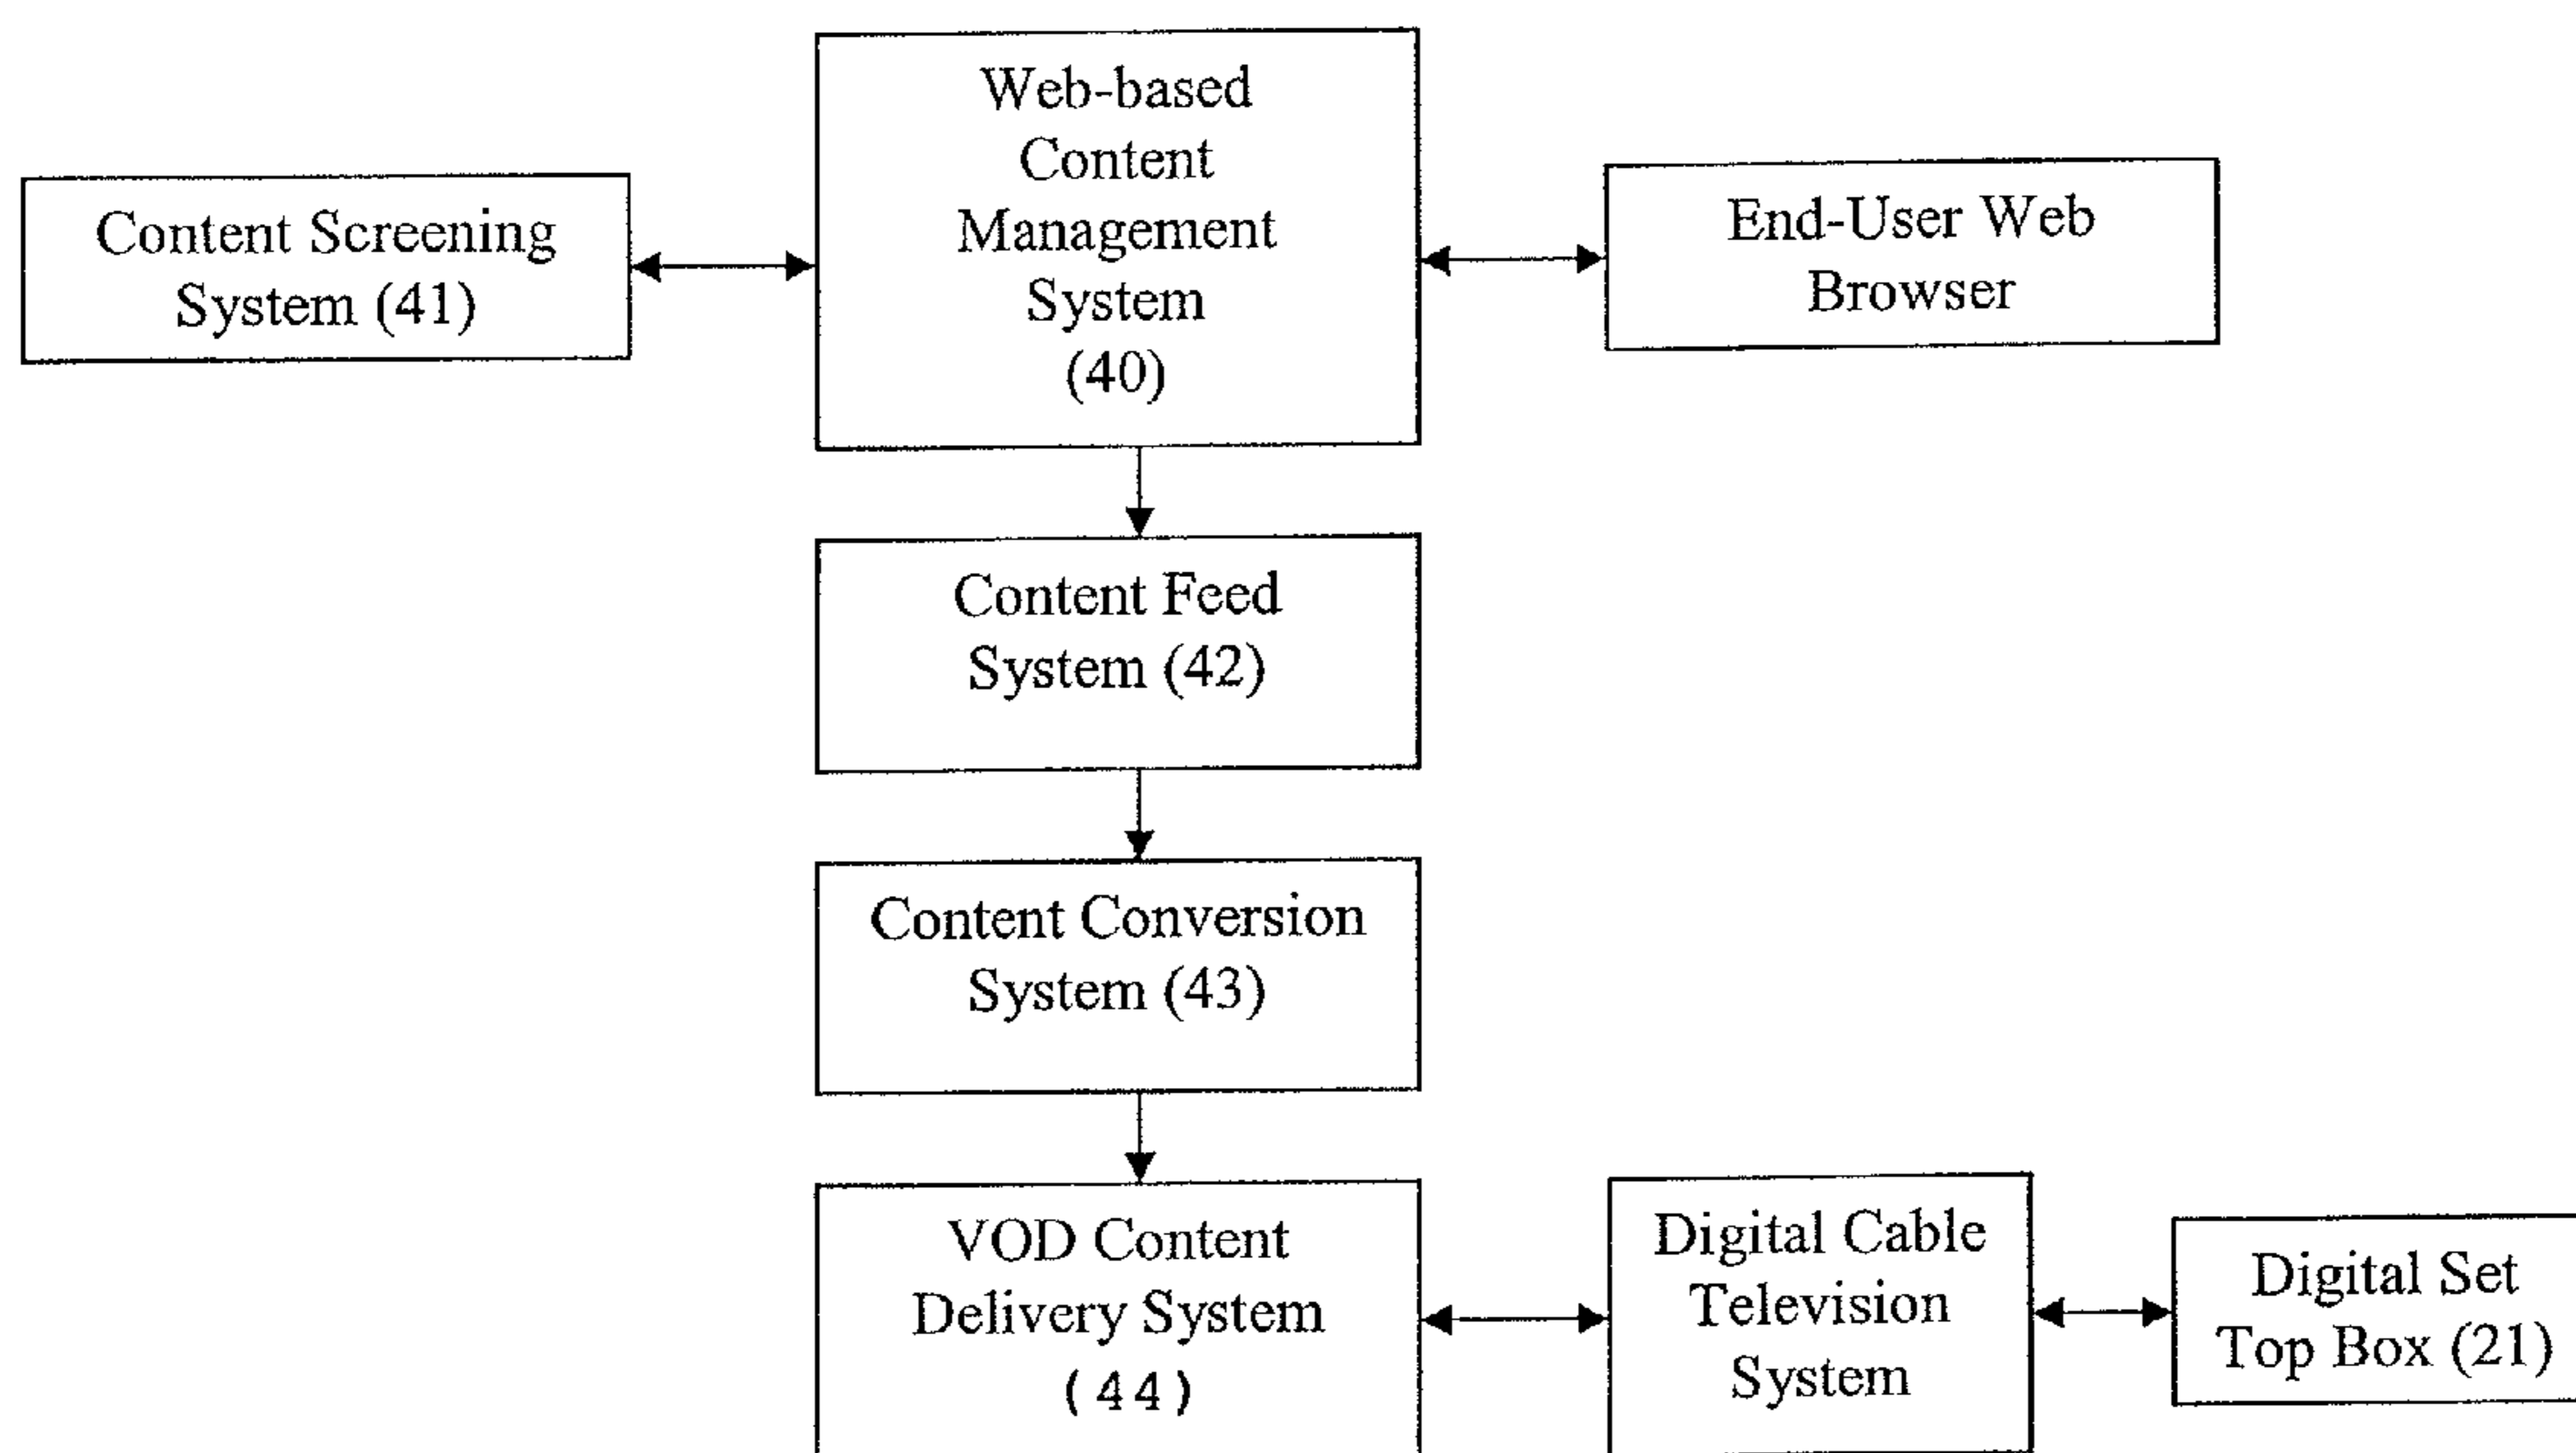 Web-based
Content
Management
System
(40)
Content Screening
System (41)
End-User Web
Browser
Content Feed
System (42)
Content Conversion
System (43)
VOD Content
Delivery System
(44)
Digital Cable
Television
System
Digital Set
Top Box (21)